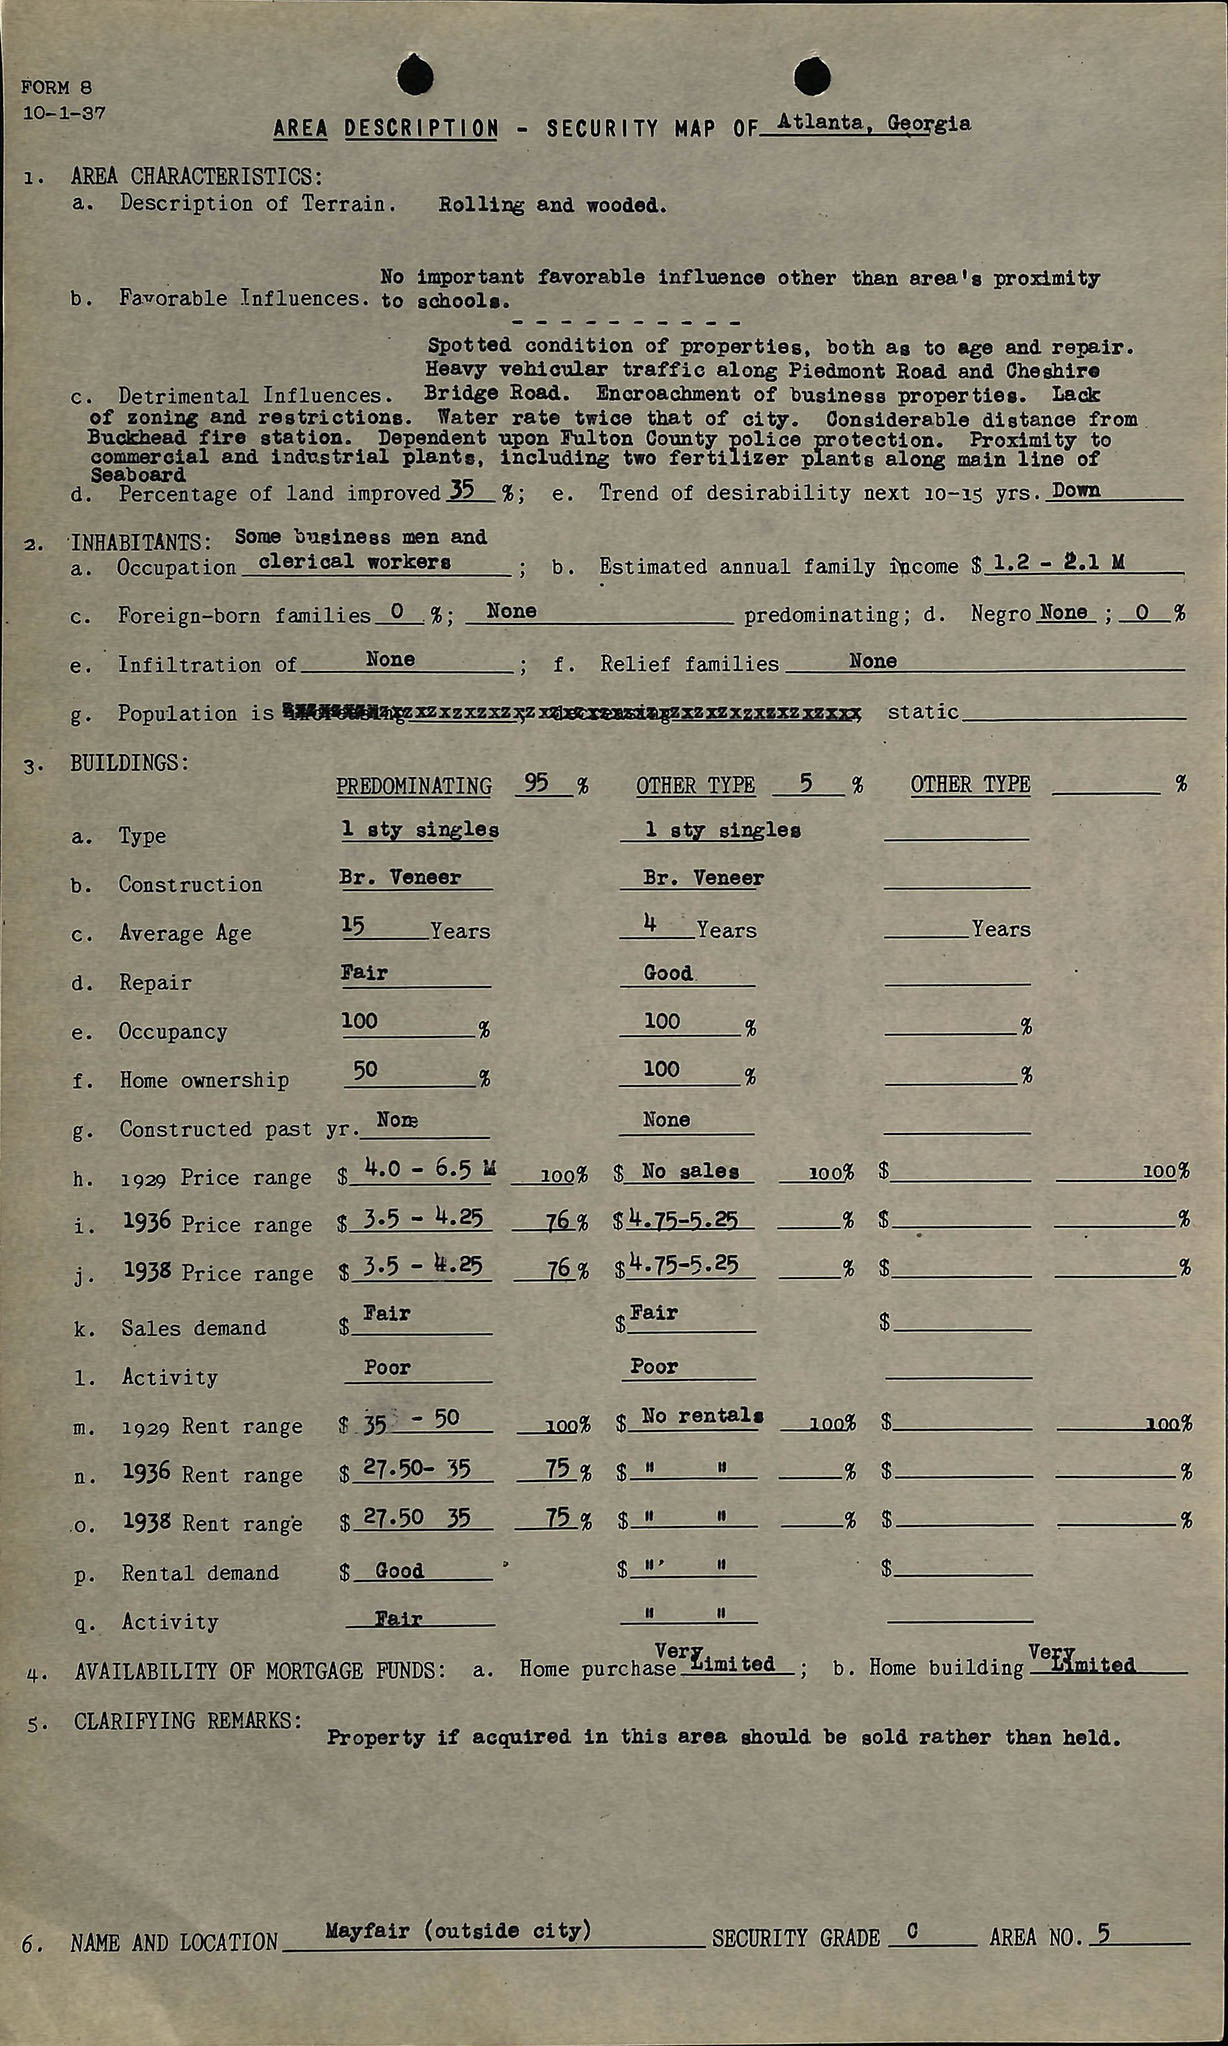 FORM 8
10-1-37
AREA DESCRIPTION - SECURITY MAP OF Atlanta, Georgia
1. AREA CHARACTERISTICS:
a. Description of Terrain. Rolling and wooded.
No important favorable influence other than area's proximity
b. Favorable Influences. to schools.
- - - - - - - - - -
Spotted condition of properties, both as to age and repair.
Heavy vehicular traffic along Piedmont Road and Cheshire
c. Detrimental Influences. Bridge Road. Encroachment of business properties. Lack
of zoning and restrictions. Water rate twice that of city. Considerable distance from
Buckhead fire station. Dependent upon Fulton County police protection. Proximity to
commercial and industrial plants, including two fertilizer plants along main line of
Seaboard
d. Percentage of land improved 35 %; e. Trend of desirability next 10-15 yrs. Down
2. INHABITANTS: Some business men and
a. Occupation clerical workers ; b. Estimated annual family income $ 1.2 - 2.1 M
c. Foreign-born families 0 %; None predominating; d. Negro None ; 0 %
e. Infiltration of None ; f. Relief families None
g. Population is static
3. BUILDINGS:
PREDOMINATING 95 % OTHER TYPE 5 % OTHER TYPE %
a. Type 1 sty singles 1 sty singles
b. Construction Br. Veneer Br. Veneer
c. Average Age 15 Years 4 Years Years
d. Repair Fair Good
e. Occupancy 100 % 100 % %
f. Home ownership 50 % 100 % %
g. Constructed past yr. None None
h. 1929 Price range $ 4.0 - 6.5 M 100% $ No sales 100% $ 100%
i. 1936 Price range $ 3.5 - 4.25 76 % $ 4.75-5.25 % $ %
j. 1938 Price range $ 3.5 - 4.25 76 % $ 4.75-5.25 % $ %
k. Sales demand $ Fair $ Fair $
l. Activity Poor Poor
m. 1929 Rent range $ 35 - 50 100% $ No rentals 100% $ 100%
n. 1936 Rent range $ 27.50- 35 75 % $ " " % $ %
o. 1938 Rent range $ 27.50 35 75 % $ " " % $ %
p. Rental demand $ Good $ " " $
q. Activity Fair " "
4. AVAILABILITY OF MORTGAGE FUNDS: a. Home purchase Very Limited ; b. Home building Very Limited
5. CLARIFYING REMARKS:
Property if acquired in this area should be sold rather than held.
6. NAME AND LOCATION Mayfair (outside city) SECURITY GRADE C AREA NO. 5